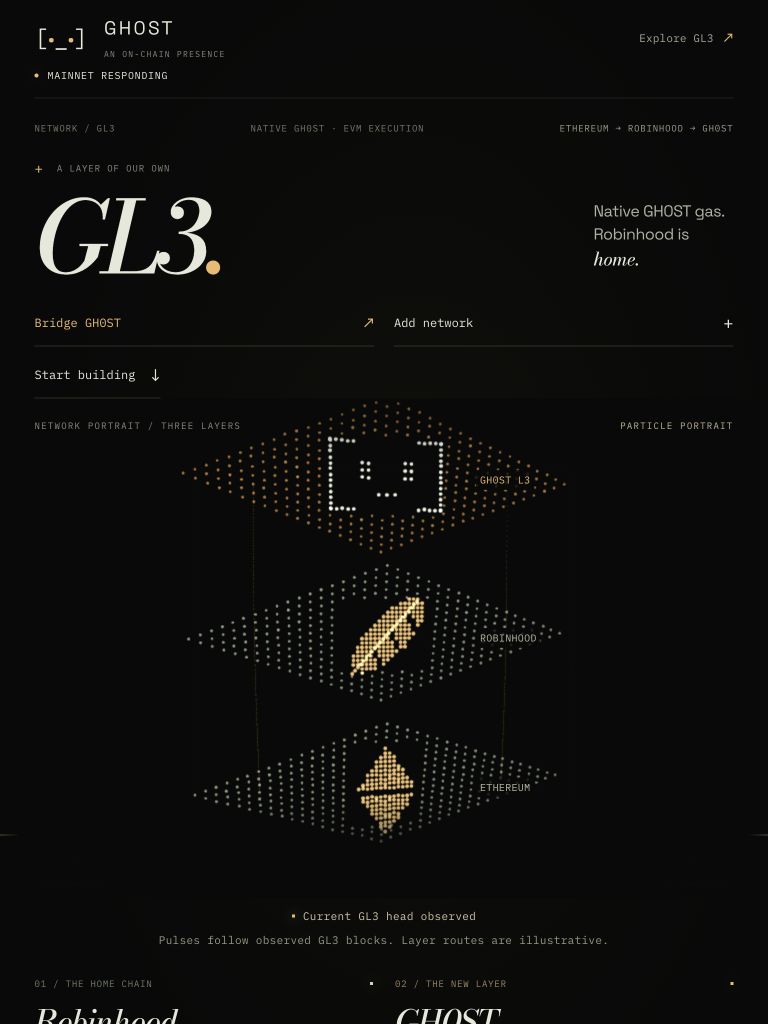 [._.] GHOST
AN ON-CHAIN PRESENCE
Explore GL3 ↗
MAINNET RESPONDING
NETWORK / GL3
NATIVE GHOST · EVM EXECUTION
ETHEREUM → ROBINHOOD → GHOST
+ A LAYER OF OUR OWN
GL3.
Native GHOST gas.
Robinhood is
home.
Bridge GHOST ↗
Add network +
Start building ↓
NETWORK PORTRAIT / THREE LAYERS
PARTICLE PORTRAIT
GHOST L3
ROBINHOOD
ETHEREUM
Current GL3 head observed
Pulses follow observed GL3 blocks. Layer routes are illustrative.
01 / THE HOME CHAIN
02 / THE NEW LAYER
Robinhood
GHOST